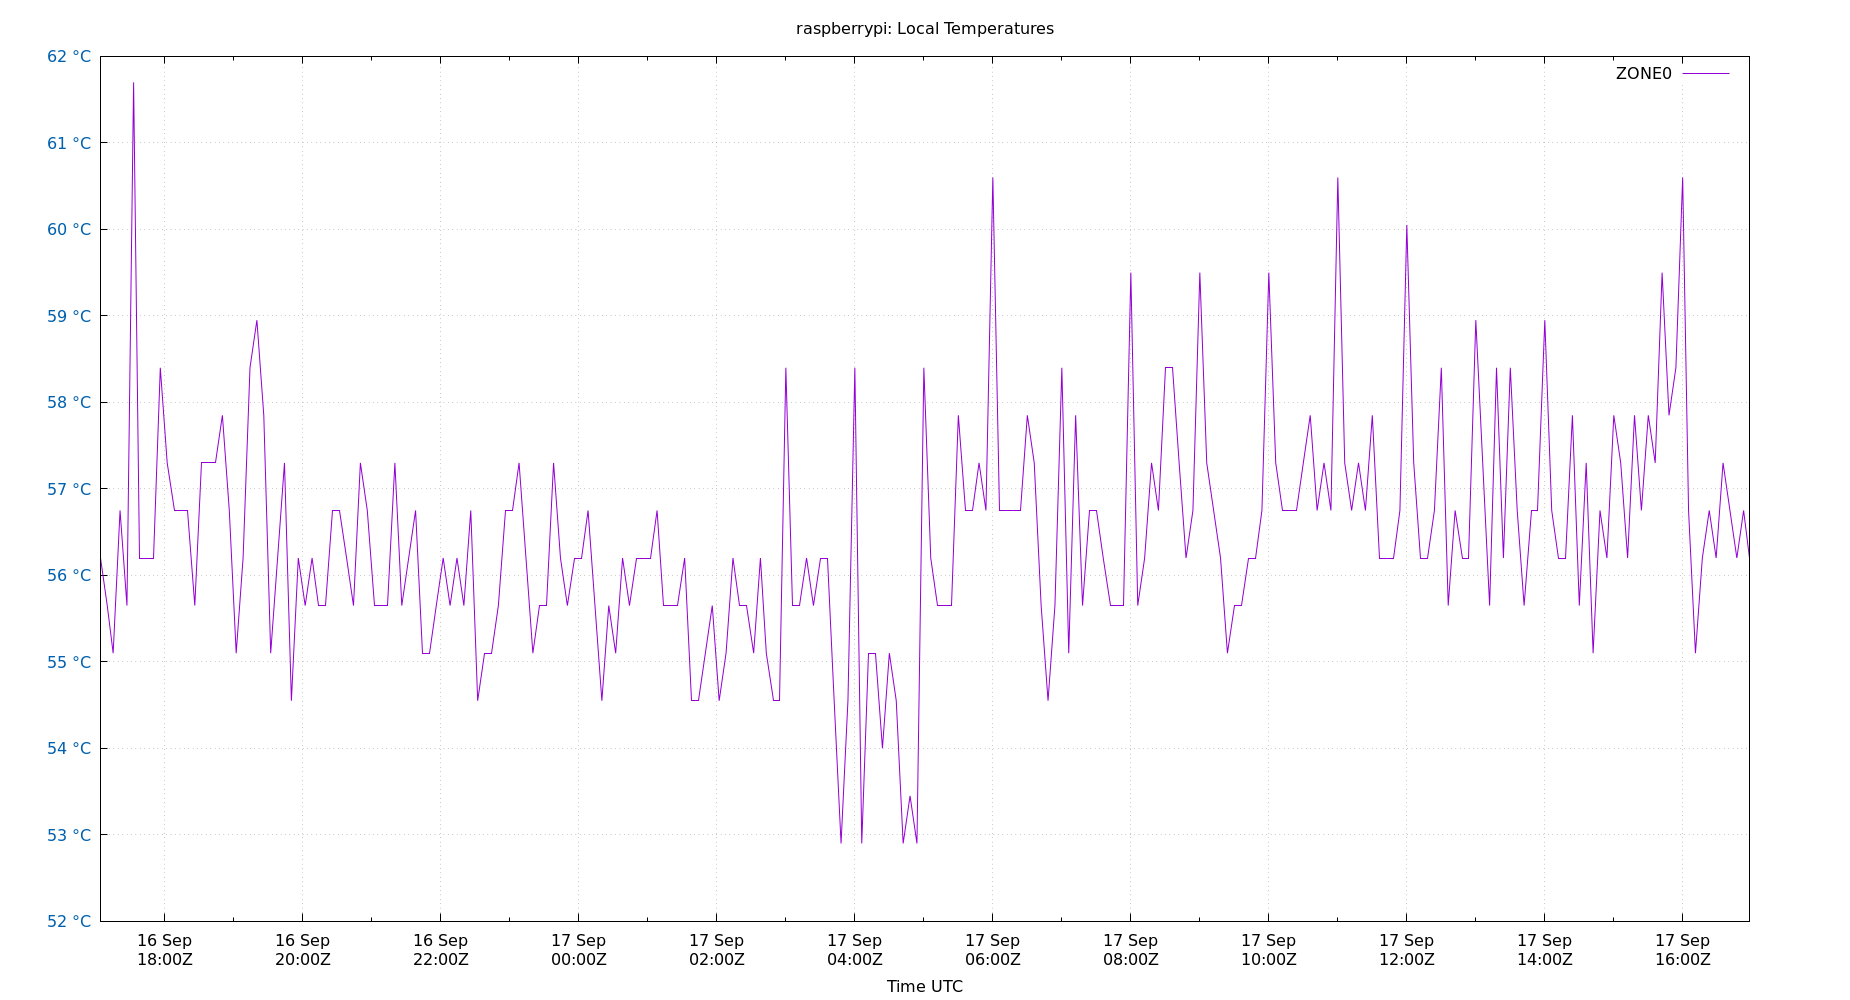 raspberrypi: Local Temperatures
ZONE0
62 °C
61 °C
60 °C
59 °C
58 °C
57 °C
56 °C
55 °C
54 °C
53 °C
52 °C
16 Sep 16 Sep 16 Sep 17 Sep 17 Sep 17 Sep 17 Sep 17 Sep 17 Sep 17 Sep 17 Sep 17 Sep
18:00Z 20:00Z 22:00Z 00:00Z 02:00Z 04:00Z 06:00Z 08:00Z 10:00Z 12:00Z 14:00Z 16:00Z
Time UTC